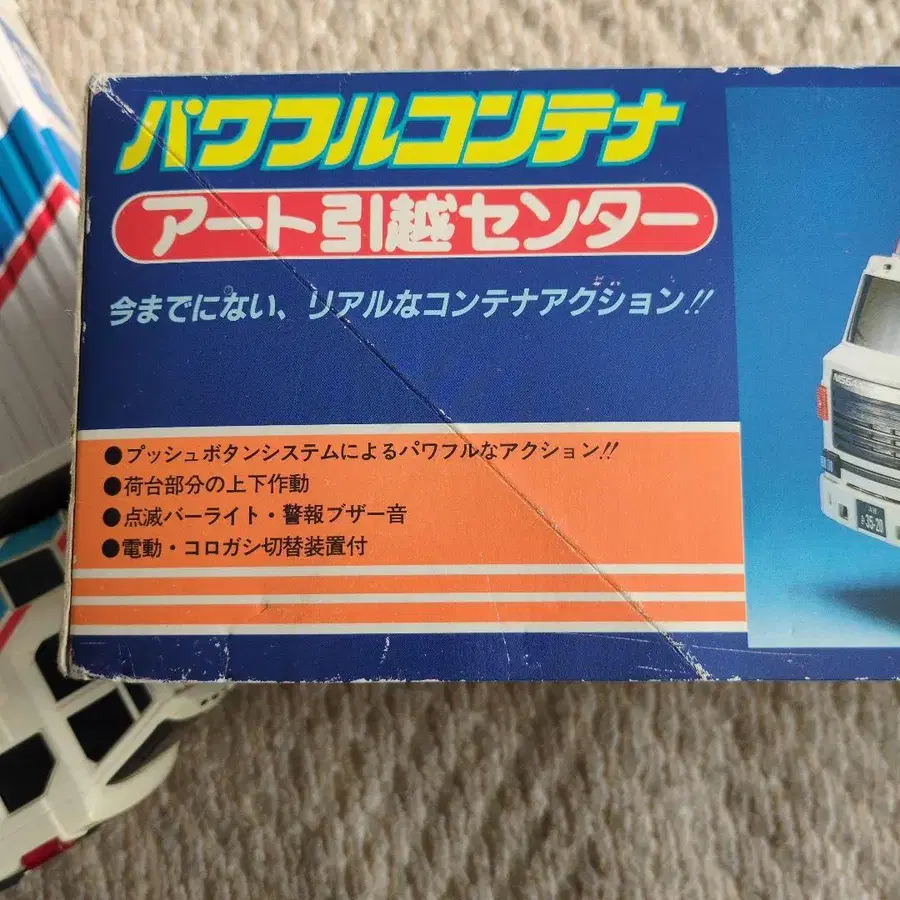 パワフルコンテナ
アート引越センター
今までにない、リアルなコンテナアクション!!
●プッシュボタンシステムによるパワフルなアクション!!
●荷台部分の上下作動
●点滅バーライト・警報ブザー音
●電動・コロガシ切替装置付
NISSAN
35-20